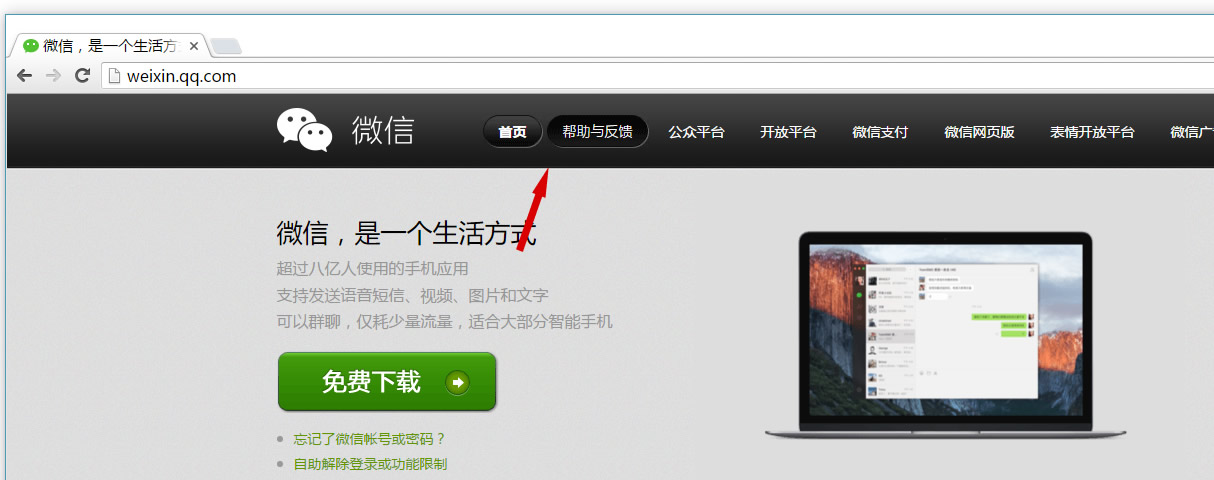 微信，是一个生活方
weixin.qq.com
微信 首页 帮助与反馈 公众平台 开放平台 微信支付 微信网页版 表情开放平台 微信广
微信，是一个生活方式
超过八亿人使用的手机应用
支持发送语音短信、视频、图片和文字
可以群聊，仅耗少量流量，适合大部分智能手机
免费下载
忘记了微信帐号或密码？
自助解除登录或功能限制